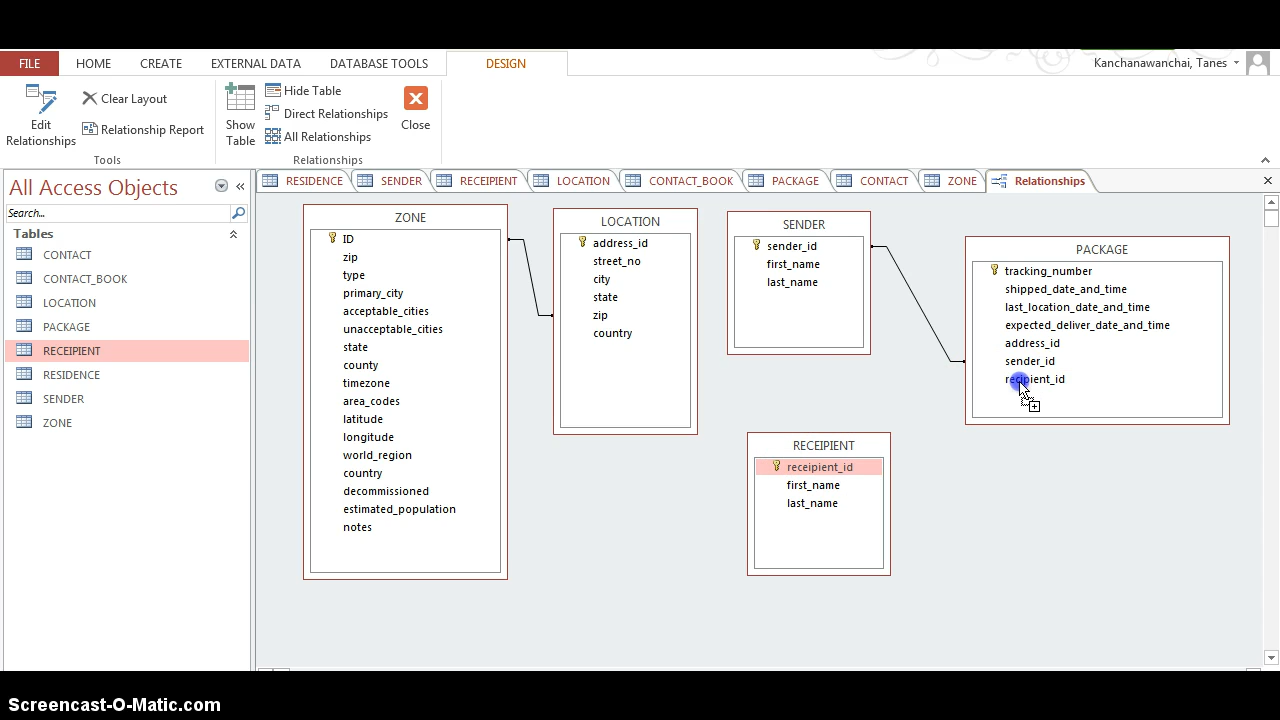 FILE HOME CREATE EXTERNAL DATA DATABASE TOOLS DESIGN Kanchanawanchai, Tanes
Edit Relationships
Clear Layout
Relationship Report
Tools
Show Table
Hide Table
Direct Relationships
All Relationships
Close
Relationships
All Access Objects
Search...
Tables
CONTACT
CONTACT_BOOK
LOCATION
PACKAGE
RECEIPIENT
RESIDENCE
SENDER
ZONE
RESIDENCE SENDER RECEIPIENT LOCATION CONTACT_BOOK PACKAGE CONTACT ZONE Relationships
ZONE
ID
zip
type
primary_city
acceptable_cities
unacceptable_cities
state
county
timezone
area_codes
latitude
longitude
world_region
country
decommissioned
estimated_population
notes
LOCATION
address_id
street_no
city
state
zip
country
SENDER
sender_id
first_name
last_name
RECEIPIENT
receipient_id
first_name
last_name
PACKAGE
tracking_number
shipped_date_and_time
last_location_date_and_time
expected_deliver_date_and_time
address_id
sender_id
recipient_id
Screencast-O-Matic.com